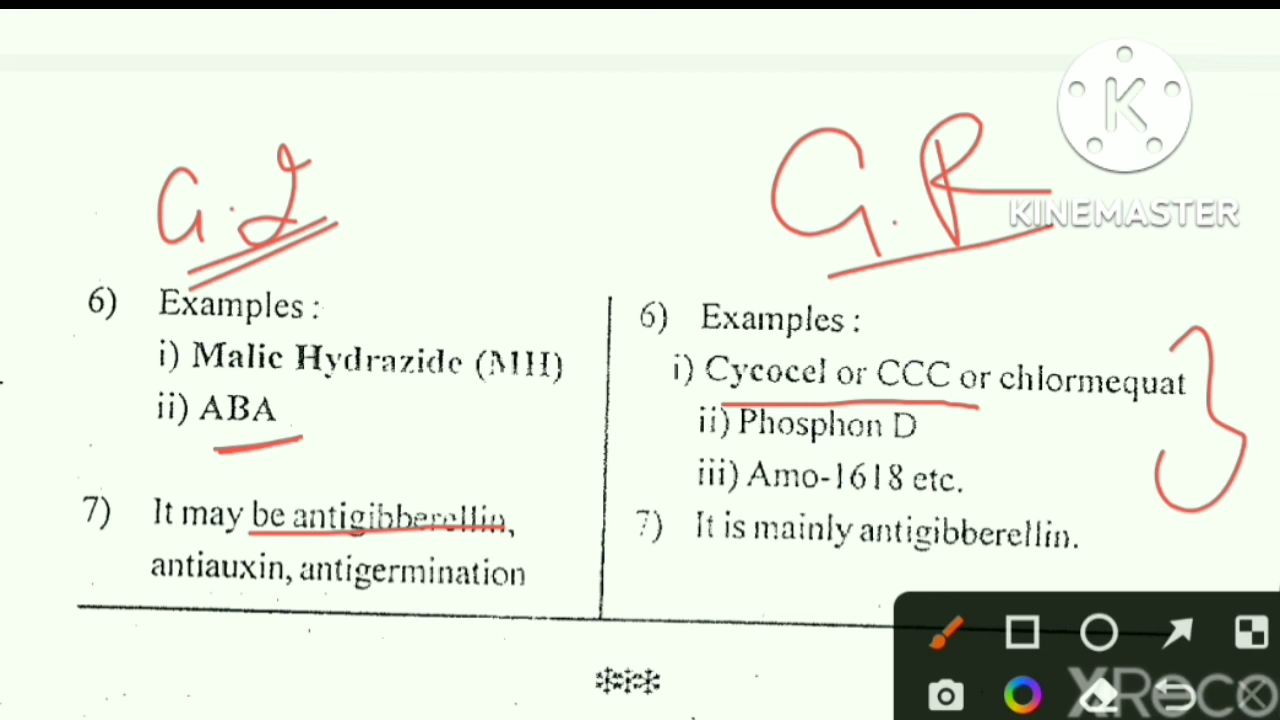 G.I
G.R
K
KINEMASTER
6) Examples :
i) Malic Hydrazide (MH)
ii) ABA
7) It may be antigibberellin,
antiauxin, antigermination
6) Examples :
i) Cycocel or CCC or chlormequat
ii) Phosphon D
iii) Amo-1618 etc.
7) It is mainly antigibberellin.
***
XReco